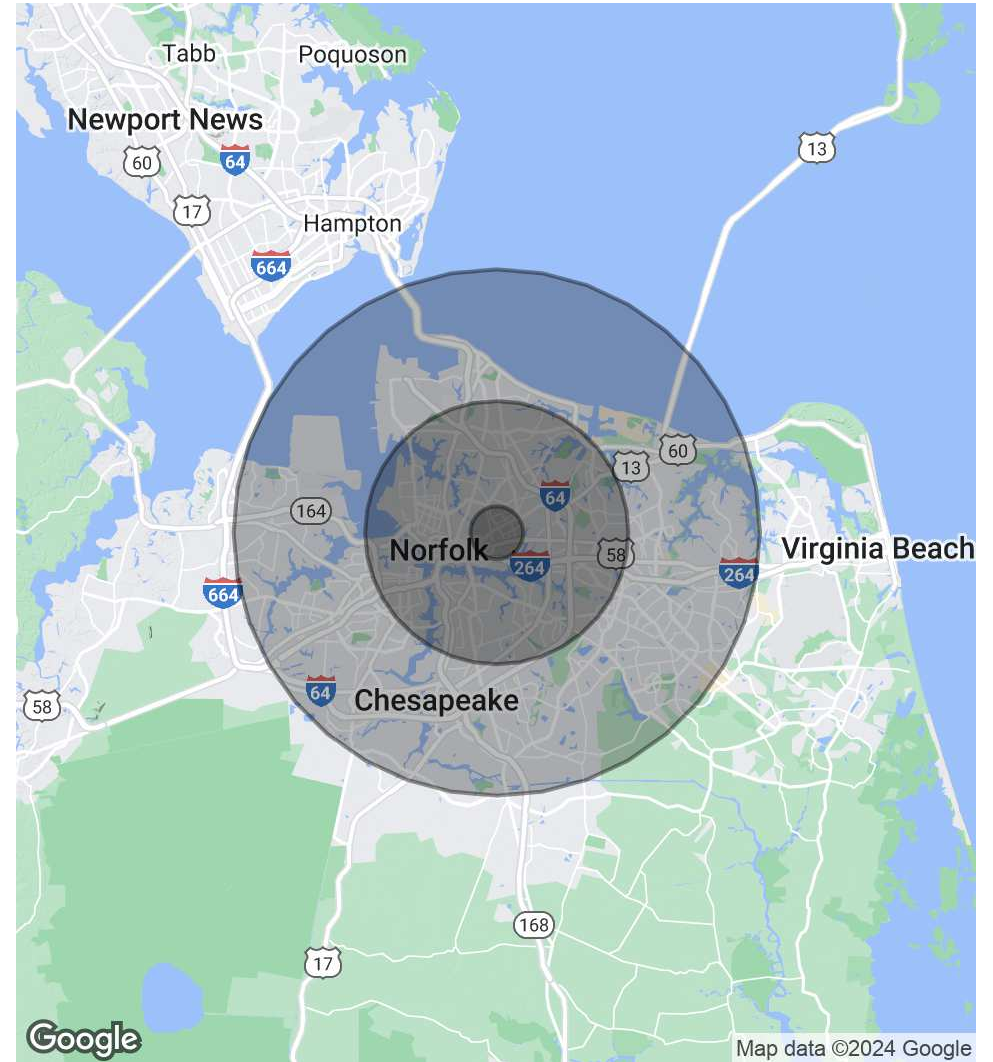 Tabb
Poquoson
Newport News
13
60
64
17
Hampton
664
60
13
64
164
Norfolk
58
Virginia Beach
264
264
664
64
Chesapeake
58
168
17
Google
Map data ©2024 Google